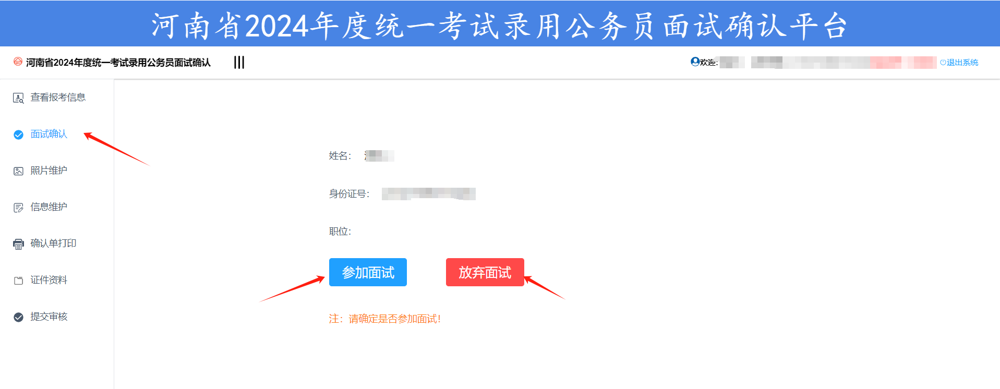 河南省2024年度统一考试录用公务员面试确认平台
河南省2024年度统一考试录用公务员面试确认
欢迎:
退出系统
查看报考信息
面试确认
照片维护
信息维护
确认单打印
证件资料
提交审核
姓名：
身份证号：
职位：
参加面试
放弃面试
注：请确定是否参加面试！